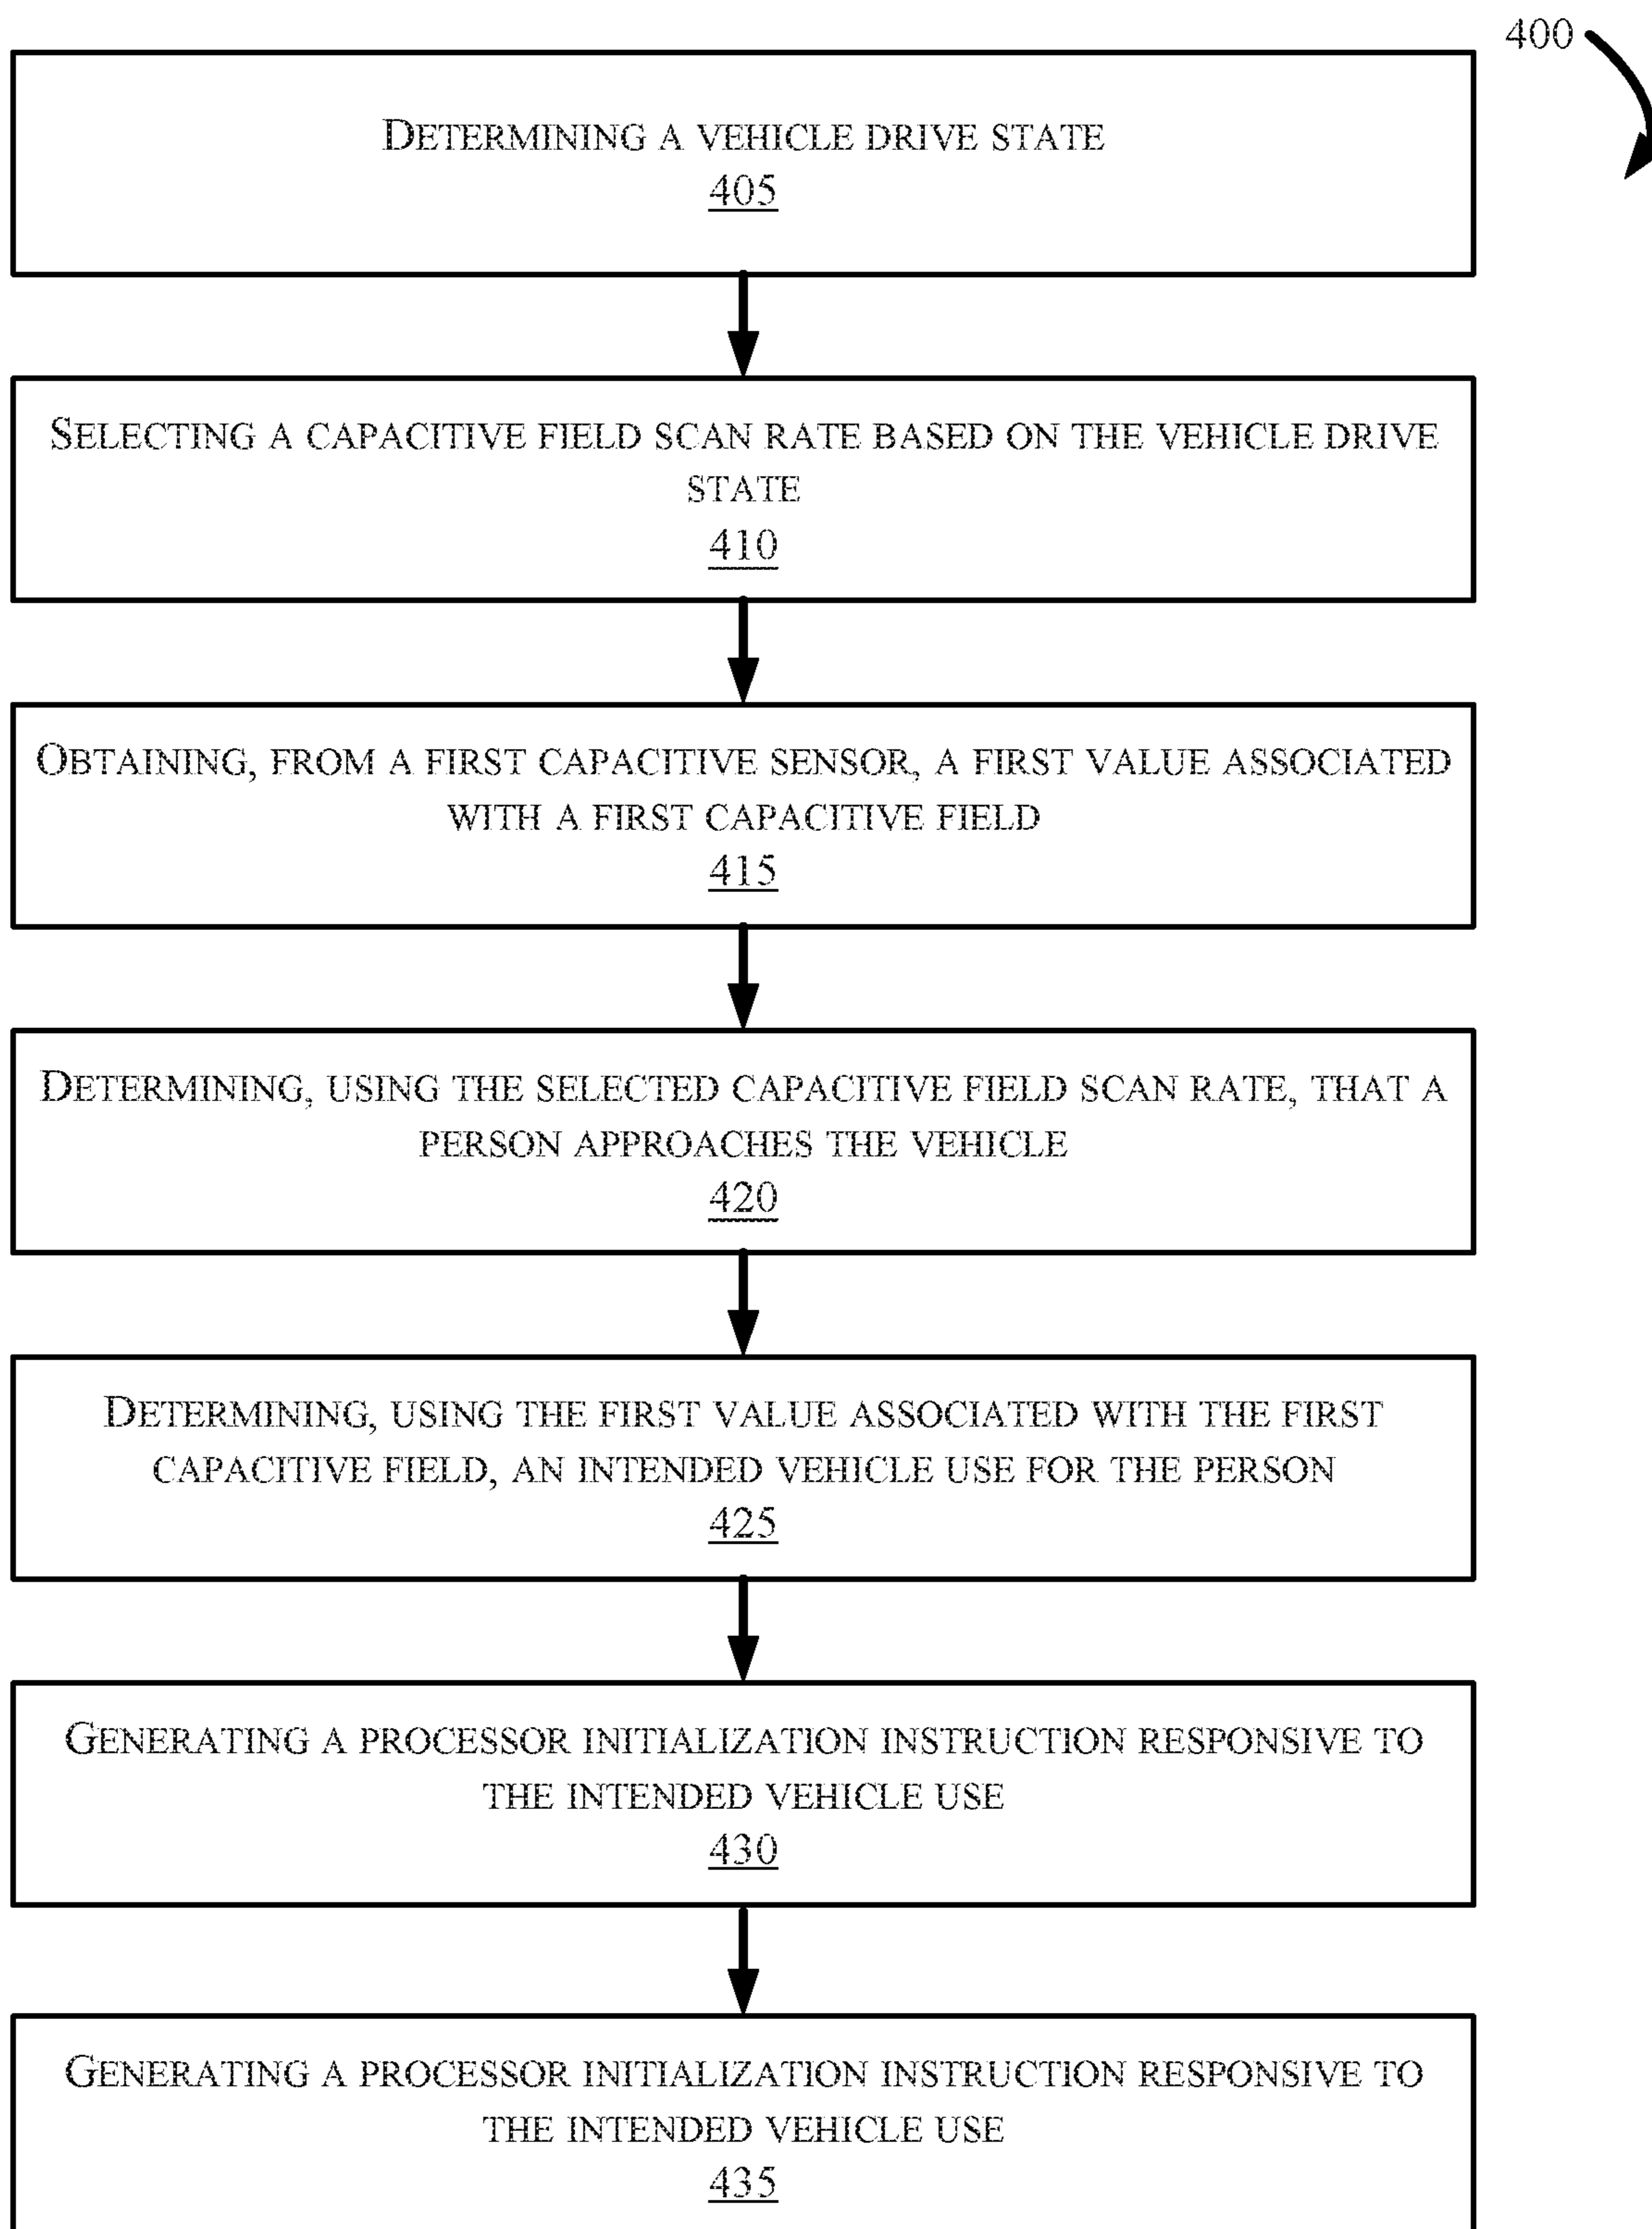 400
DETERMINING A VEHICLE DRIVE STATE
405
SELECTING A CAPACITIVE FIELD SCAN RATE BASED ON THE VEHICLE DRIVE
STATE
410
OBTAINING, FROM A FIRST CAPACITIVE SENSOR, A FIRST VALUE ASSOCIATED
WITH A FIRST CAPACITIVE FIELD
415
DETERMINING, USING THE SELECTED CAPACITIVE FIELD SCAN RATE, THAT A
PERSON APPROACHES THE VEHICLE
420
DETERMINING, USING THE FIRST VALUE ASSOCIATED WITH THE FIRST
CAPACITIVE FIELD, AN INTENDED VEHICLE USE FOR THE PERSON
425
GENERATING A PROCESSOR INITIALIZATION INSTRUCTION RESPONSIVE TO
THE INTENDED VEHICLE USE
430
GENERATING A PROCESSOR INITIALIZATION INSTRUCTION RESPONSIVE TO
THE INTENDED VEHICLE USE
435